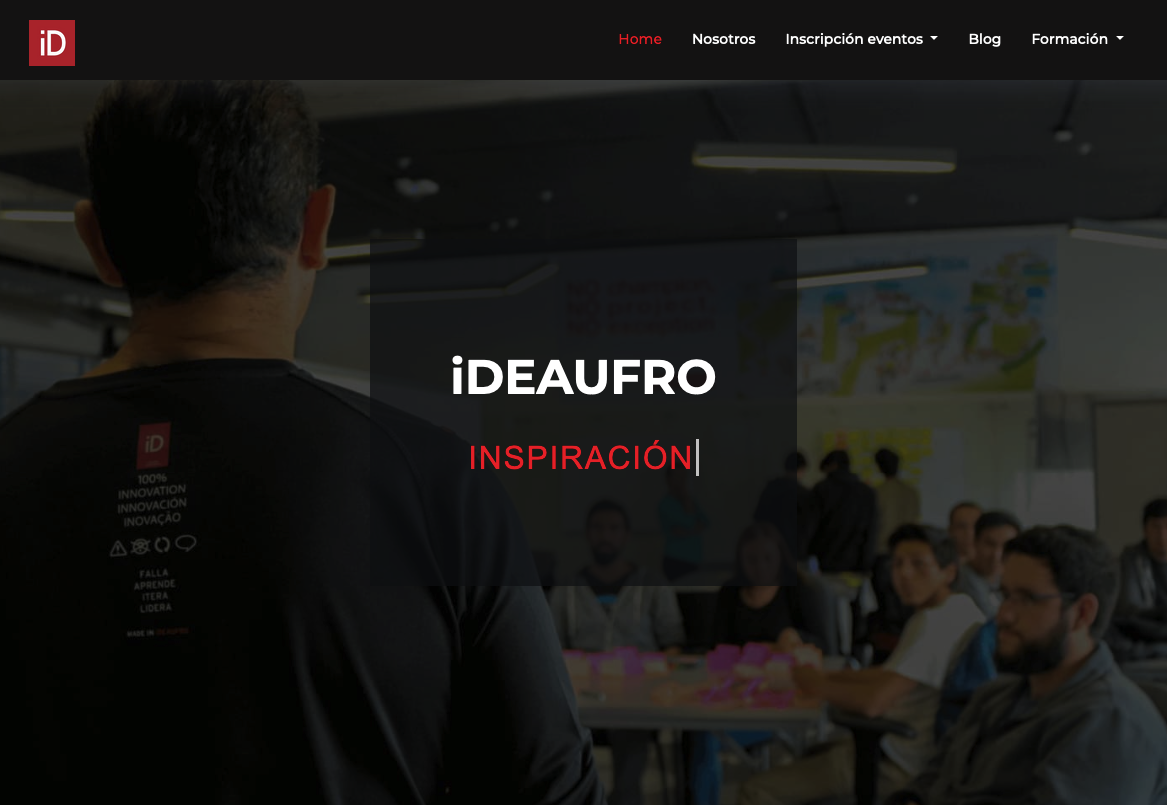 iD
Home
Nosotros
Inscripción eventos
Blog
Formación
iDEAUFRO
INSPIRACIÓN
iD
100%
INNOVATION
INNOVACIÓN
INOVAÇÃO
FALLA
APRENDE
ITERA
LIDERA
MADE IN IDEAUFRO